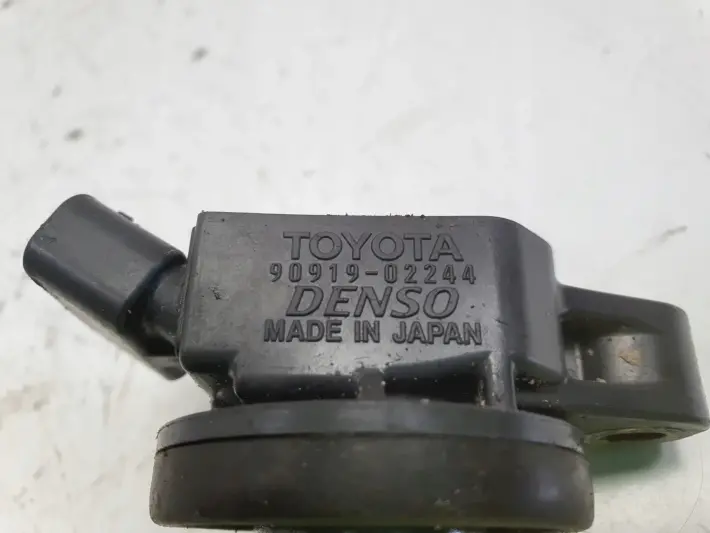 TOYOTA
90919-02244
DENSO
MADE IN JAPAN